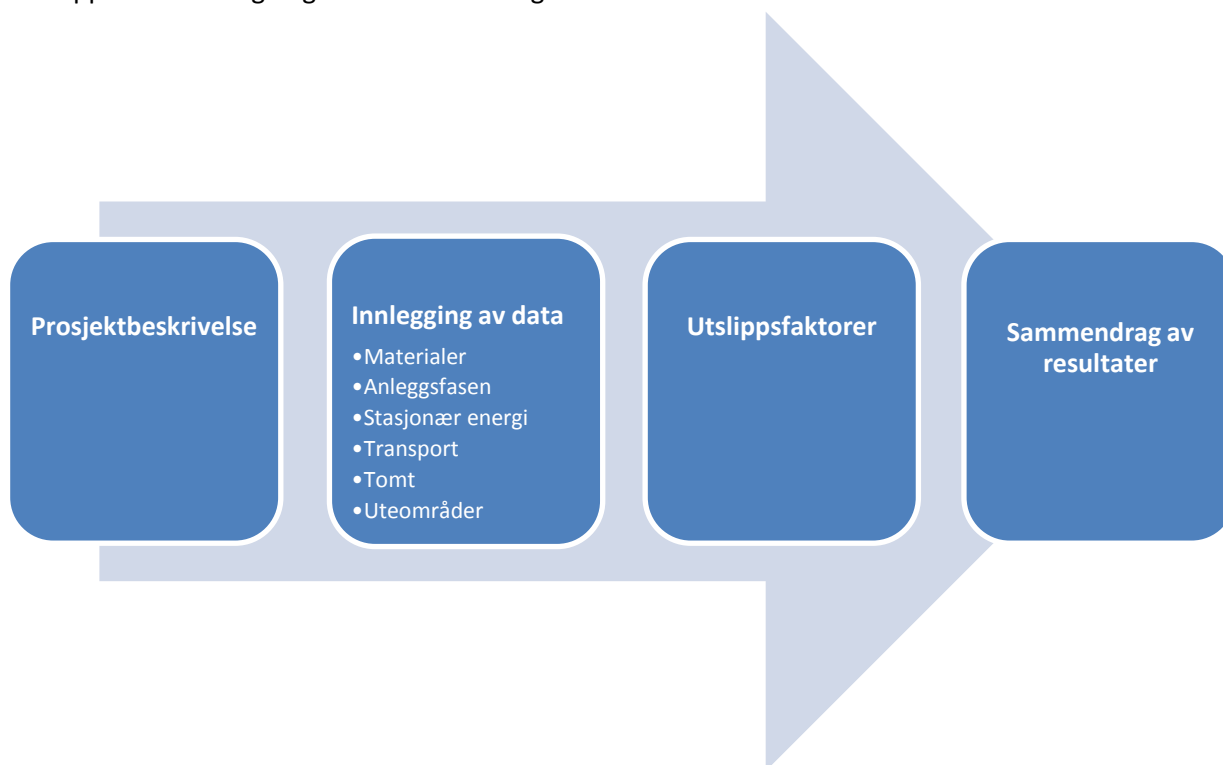 Prosjektbeskrivelse
Innlegging av data
•Materialer
•Anleggsfasen
•Stasjonær energi
•Transport
•Tomt
•Uteområder
Utslippsfaktorer
Sammendrag av
resultater